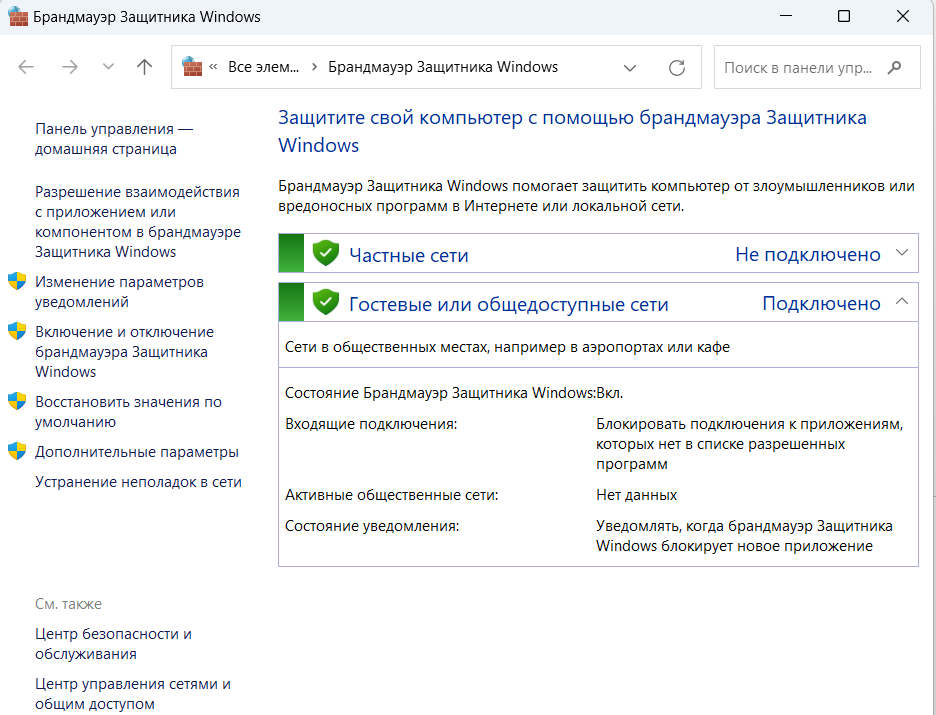 Брандмауэр Защитника Windows
« Все элем... › Брандмауэр Защитника Windows
Поиск в панели упр...
Панель управления —
домашняя страница
Разрешение взаимодействия
с приложением или
компонентом в брандмауэре
Защитника Windows
Изменение параметров
уведомлений
Включение и отключение
брандмауэра Защитника
Windows
Восстановить значения по
умолчанию
Дополнительные параметры
Устранение неполадок в сети
См. также
Центр безопасности и
обслуживания
Центр управления сетями и
общим доступом
Защитите свой компьютер с помощью брандмауэра Защитника
Windows
Брандмауэр Защитника Windows помогает защитить компьютер от злоумышленников или
вредоносных программ в Интернете или локальной сети.
Частные сети Не подключено
Гостевые или общедоступные сети Подключено
Сети в общественных местах, например в аэропортах или кафе
Состояние Брандмауэр Защитника Windows:Вкл.
Входящие подключения: Блокировать подключения к приложениям,
которых нет в списке разрешенных
программ
Активные общественные сети: Нет данных
Состояние уведомления: Уведомлять, когда брандмауэр Защитника
Windows блокирует новое приложение